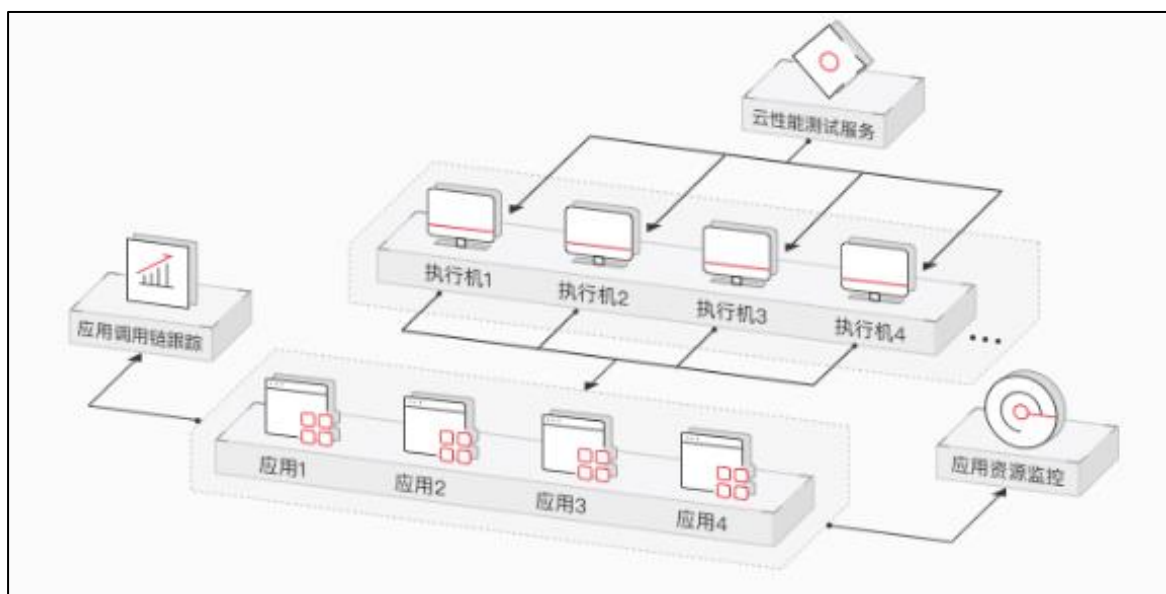 云性能测试服务
执行机1
执行机2
执行机3
执行机4
应用调用链跟踪
应用1
应用2
应用3
应用4
应用资源监控